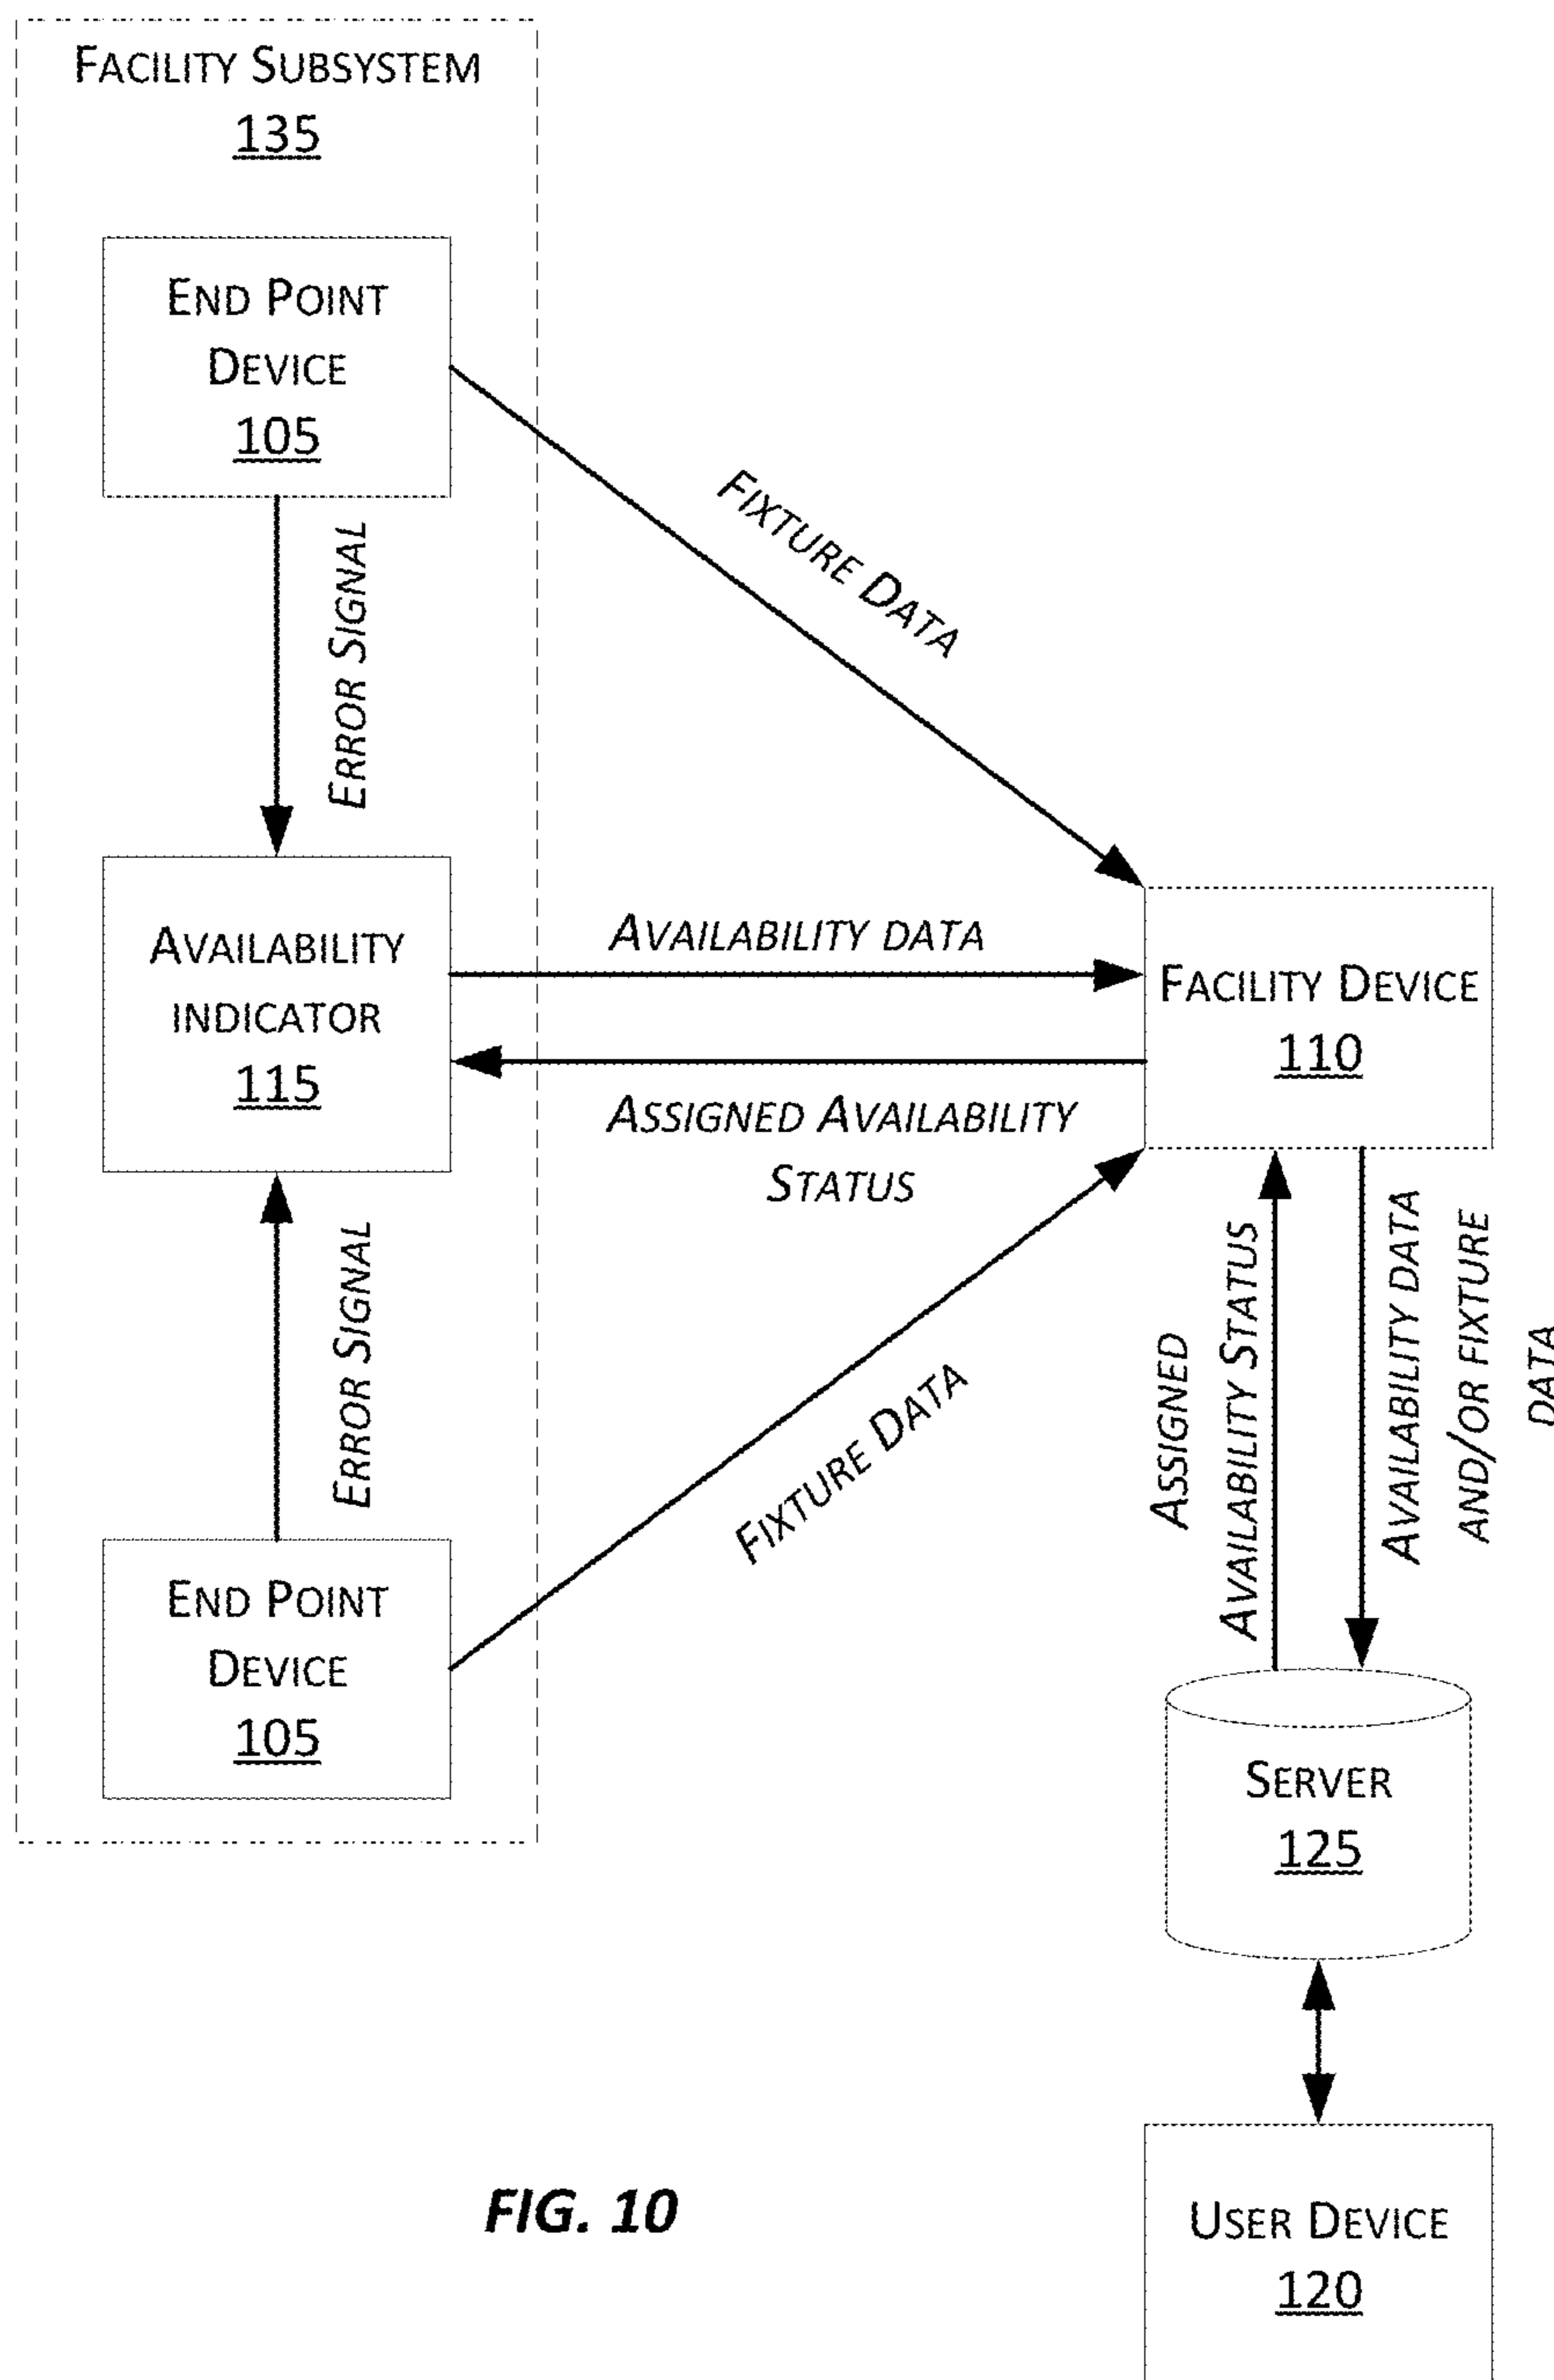 FACILITY SUBSYSTEM
135
END POINT
DEVICE
105
ERROR SIGNAL
FIXTURE DATA
AVAILABILITY
INDICATOR
115
AVAILABILITY DATA
ASSIGNED AVAILABILITY
STATUS
FACILITY DEVICE
110
ERROR SIGNAL
FIXTURE DATA
ASSIGNED
AVAILABILITY STATUS
AVAILABILITY DATA
AND/OR FIXTURE
DATA
END POINT
DEVICE
105
SERVER
125
USER DEVICE
120
FIG. 10